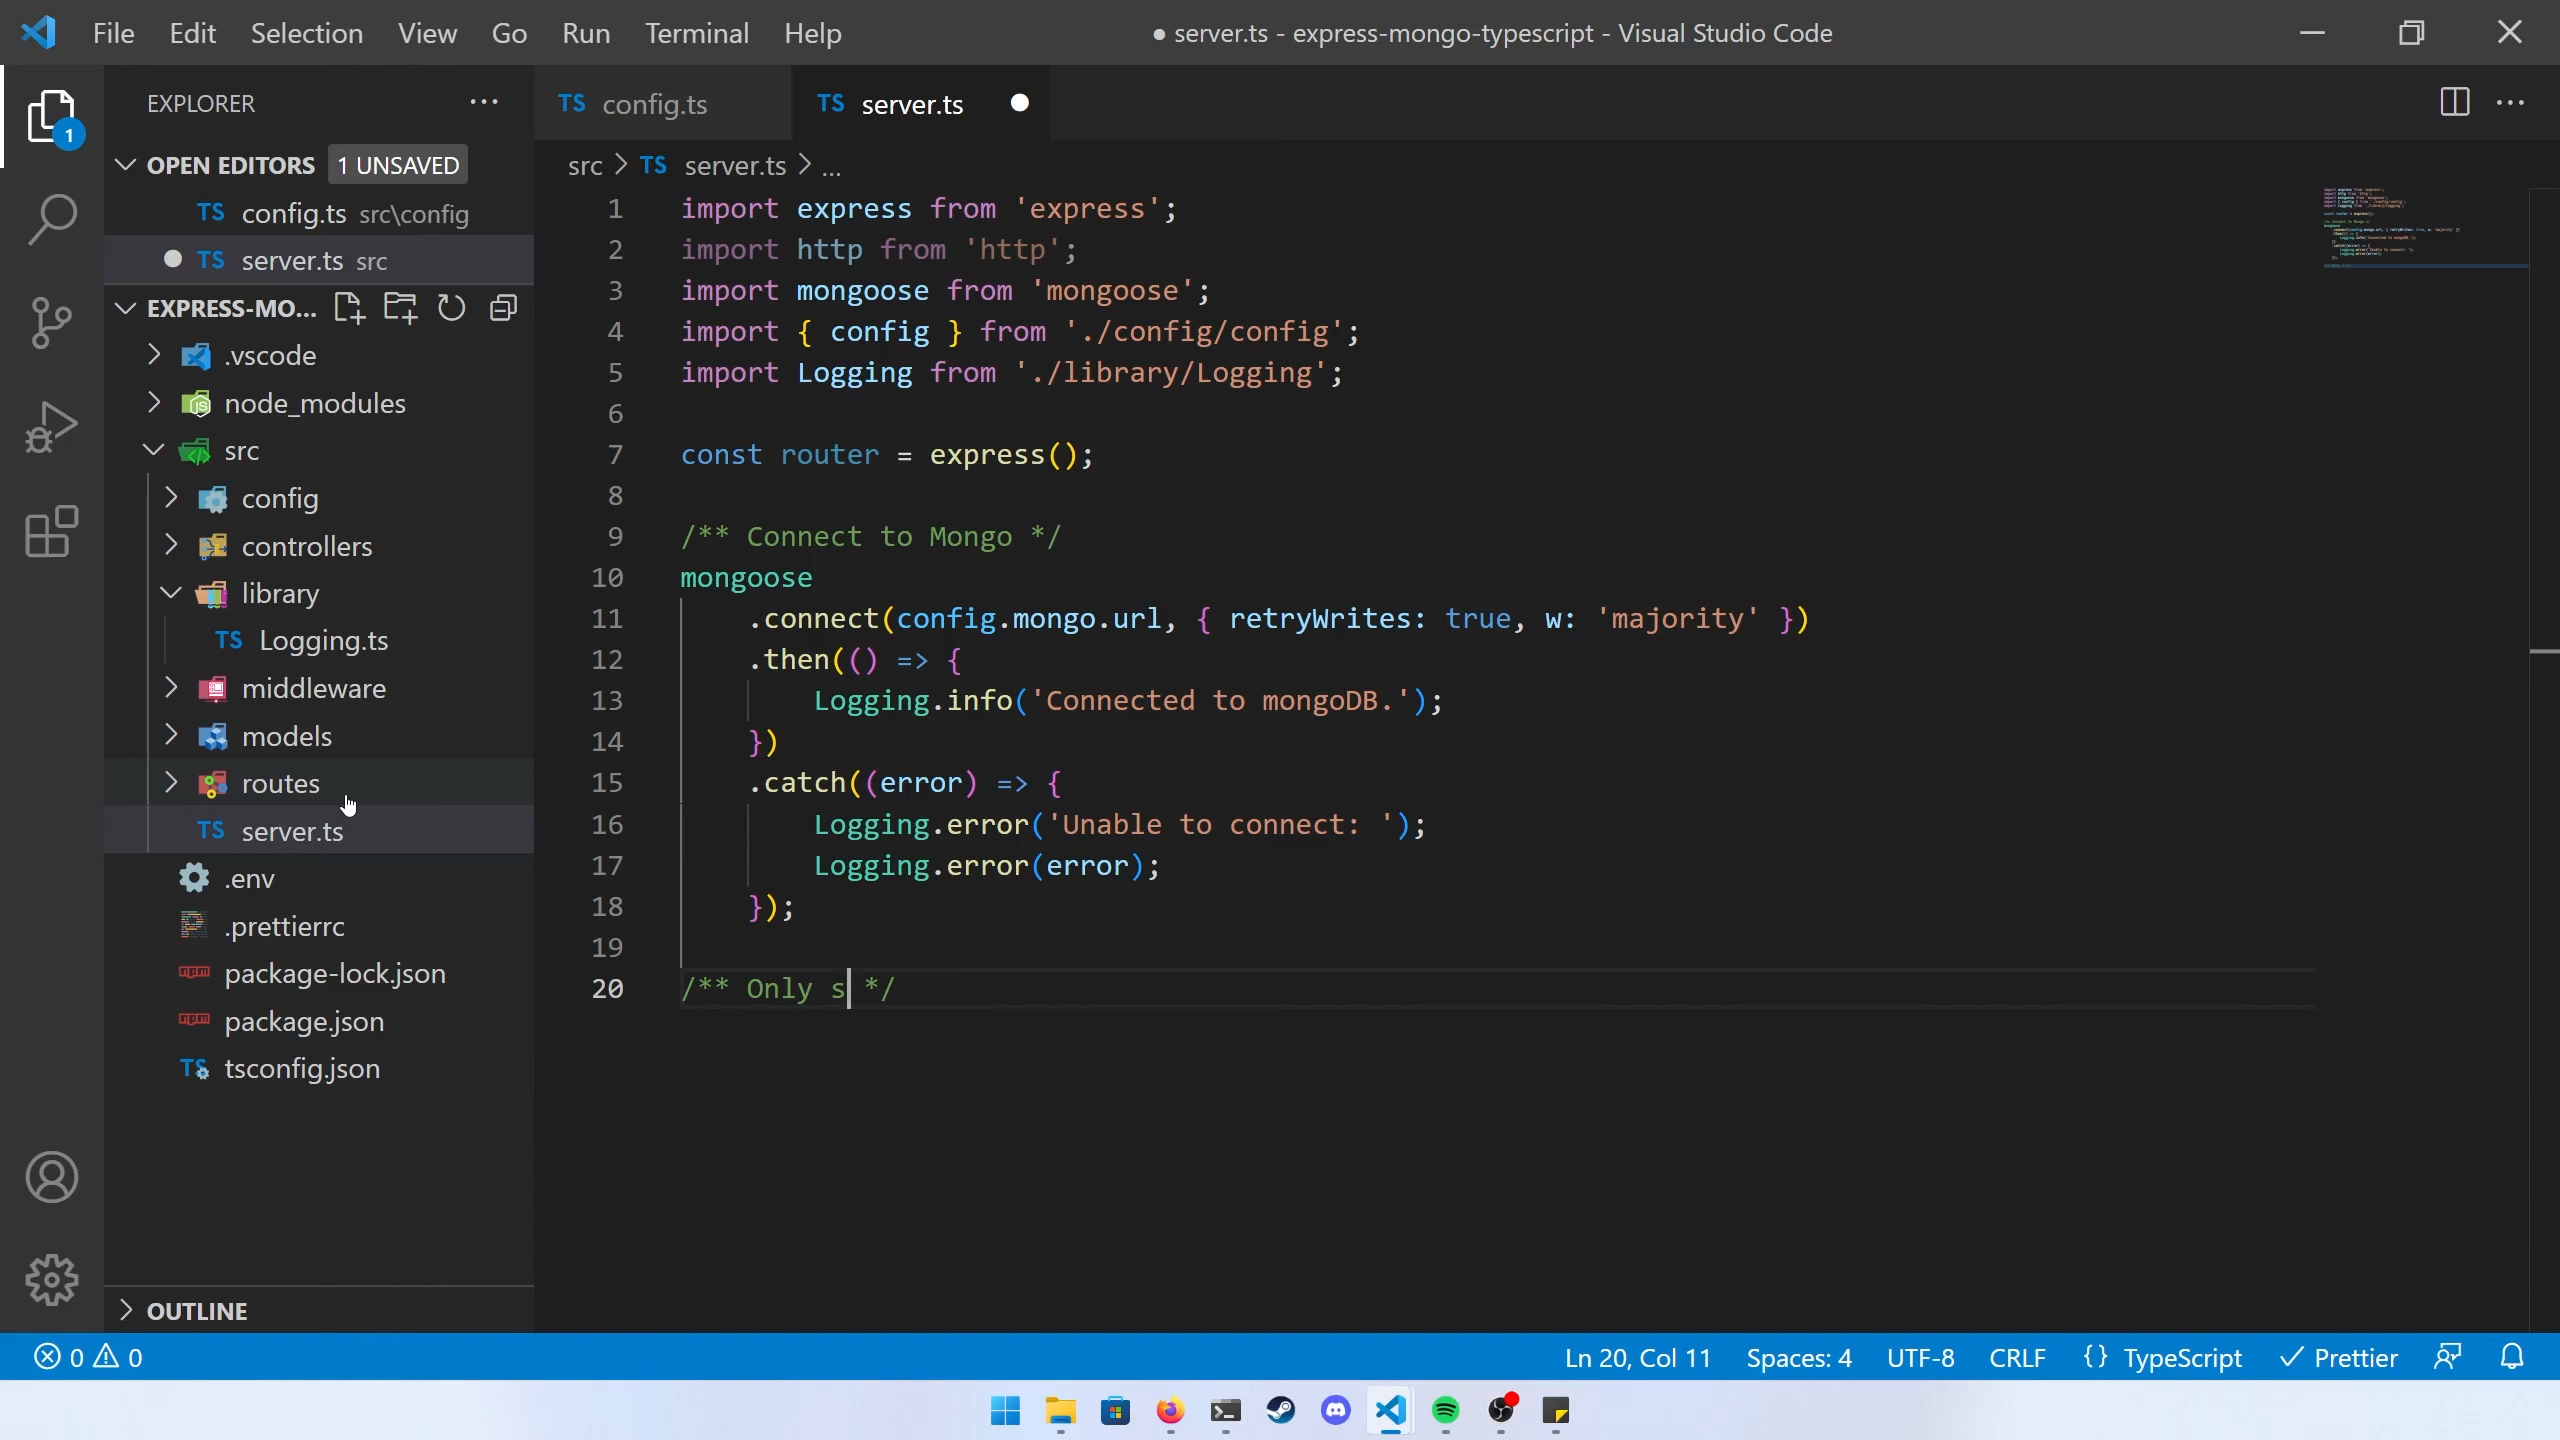 File Edit Selection View Go Run Terminal Help
● server.ts - express-mongo-typescript - Visual Studio Code
EXPLORER
OPEN EDITORS 1 UNSAVED
TS config.ts src\config
TS server.ts src
EXPRESS-MO...
.vscode
node_modules
src
config
controllers
library
TS Logging.ts
middleware
models
routes
TS server.ts
.env
.prettierrc
package-lock.json
package.json
TS tsconfig.json
OUTLINE
1
TS config.ts TS server.ts
src > TS server.ts > ...
1 import express from 'express';
2 import http from 'http';
3 import mongoose from 'mongoose';
4 import { config } from './config/config';
5 import Logging from './library/Logging';
6
7 const router = express();
8
9 /** Connect to Mongo */
10 mongoose
11 .connect(config.mongo.url, { retryWrites: true, w: 'majority' })
12 .then(() => {
13 Logging.info('Connected to mongoDB.');
14 })
15 .catch((error) => {
16 Logging.error('Unable to connect: ');
17 Logging.error(error);
18 });
19
20 /** Only s */
0 0 Ln 20, Col 11 Spaces: 4 UTF-8 CRLF {} TypeScript Prettier